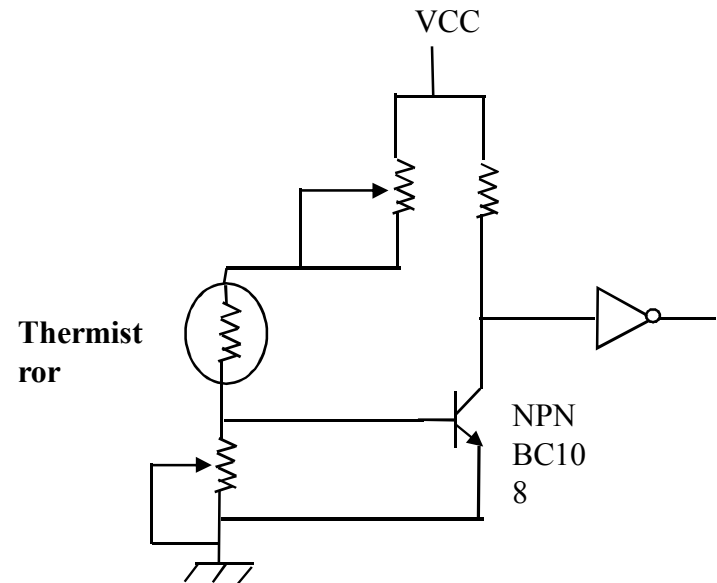 VCC
Thermist
ror
NPN
BC10
8